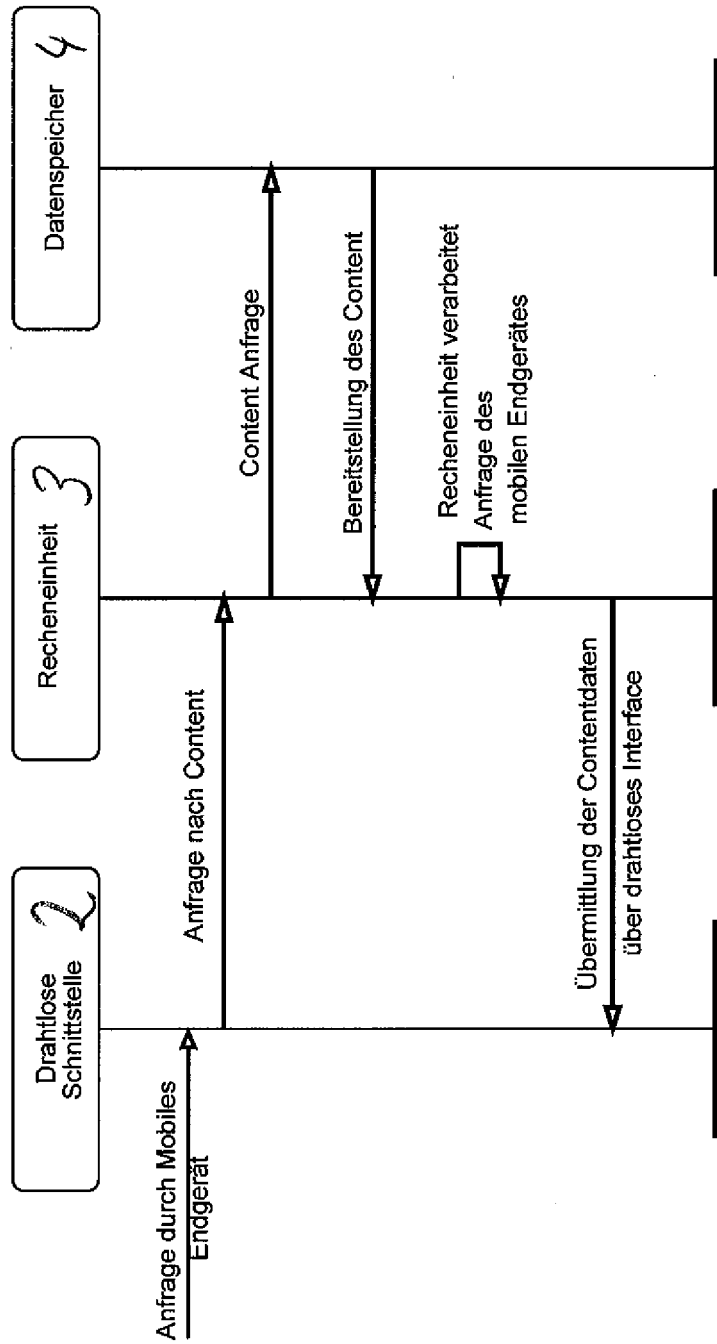 Drahtlose
Schnittstelle
2
Recheneinheit
3
Datenspeicher
4
Anfrage durch Mobiles
Endgerät
Anfrage nach Content
Content Anfrage
Bereitstellung des Content
Recheneinheit verarbeitet
Anfrage des
mobilen Endgerätes
Übermittlung der Contentdaten
über drahtloses Interface